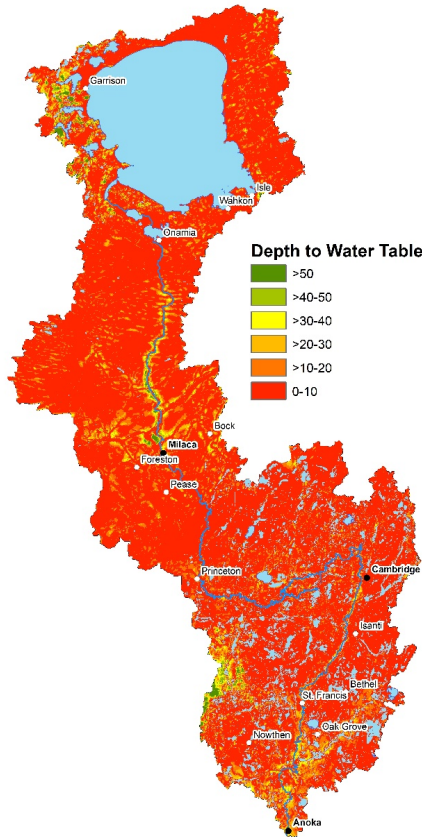 Garrison
Isle
Wahkon
Onamia
Depth to Water Table
>50
>40-50
>30-40
>20-30
>10-20
0-10
Bock
Milaca
Foreston
Pease
Princeton
Cambridge
Isanti
Bethel
St. Francis
Oak Grove
Nowthen
Anoka